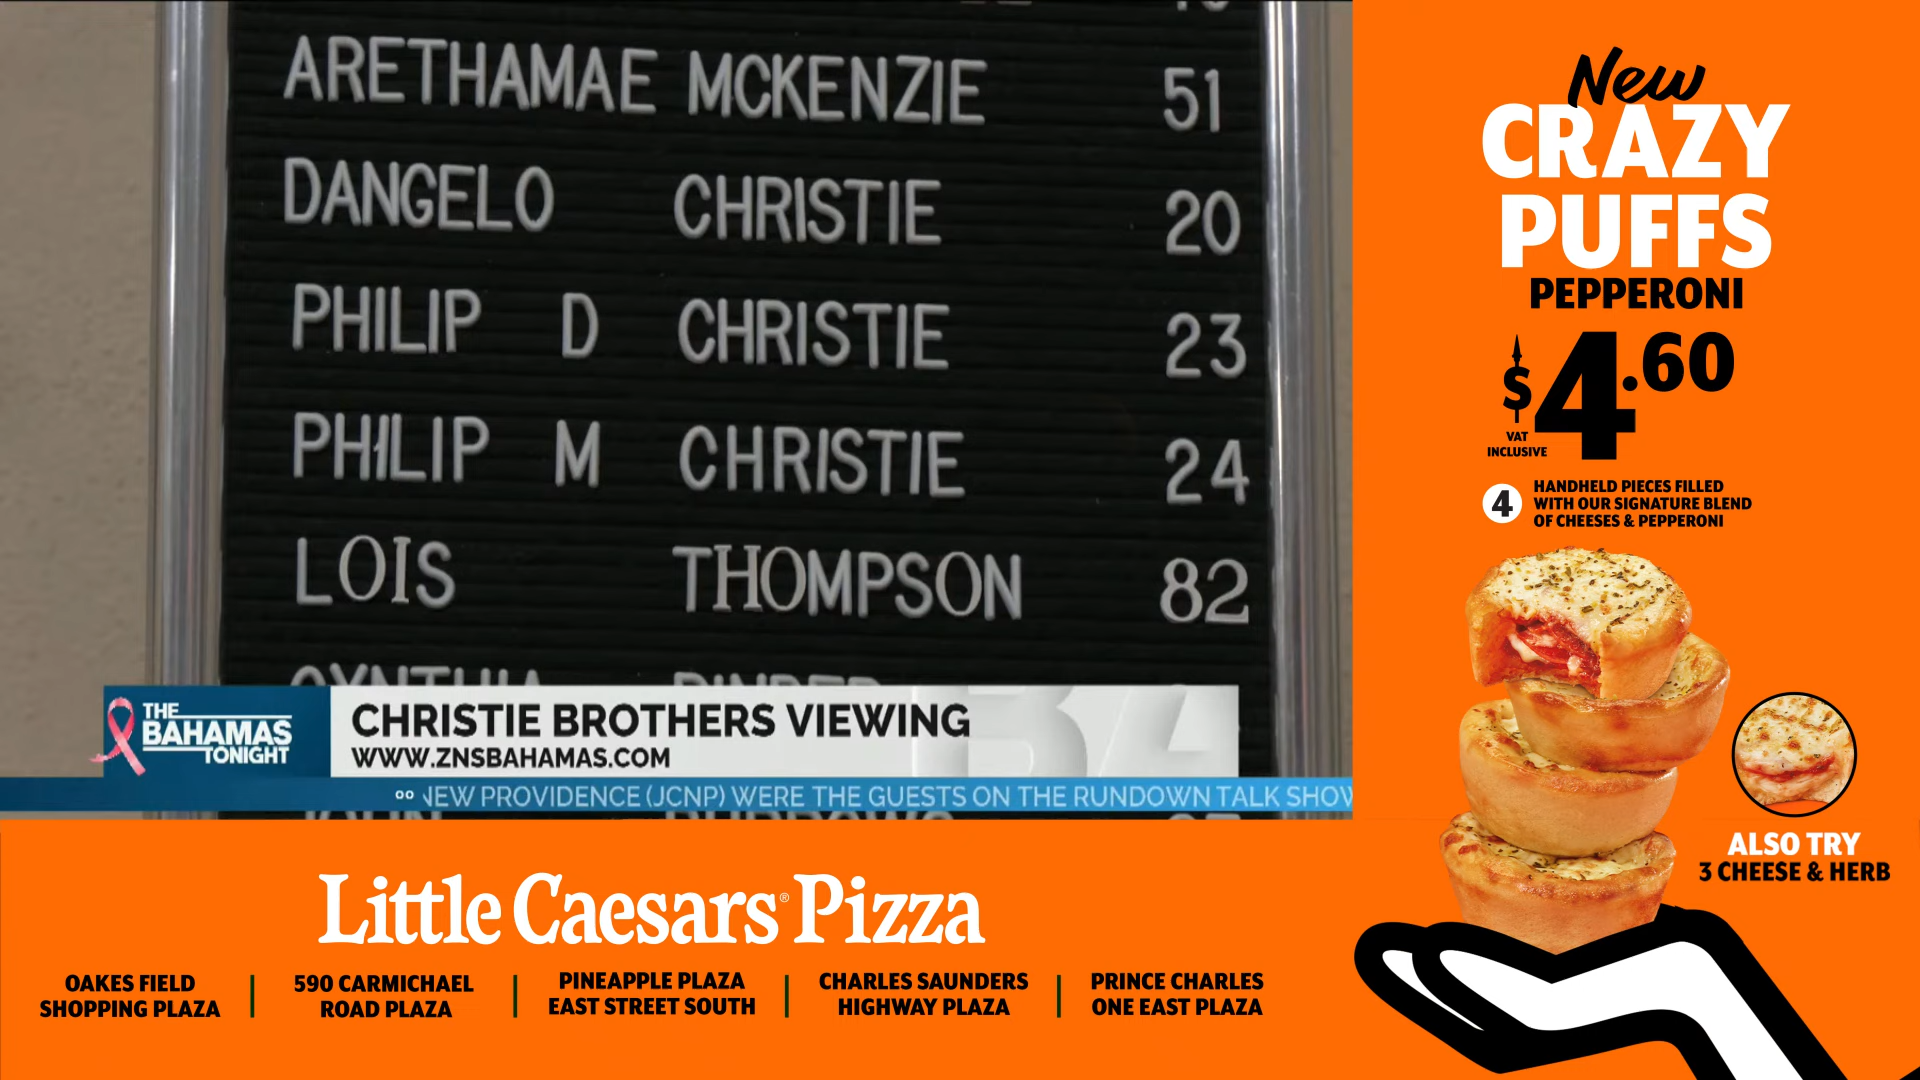 ARETHAMAE MCKENZIE 51
DANGELO CHRISTIE 20
PHILIP D CHRISTIE 23
PHILIP M CHRISTIE 24
LOIS THOMPSON 82
CYNTHIA PINDER
THE
BAHAMAS
TONIGHT
CHRISTIE BROTHERS VIEWING
WWW.ZNSBAHAMAS.COM
NEW PROVIDENCE (JCNP) WERE THE GUESTS ON THE RUNDOWN TALK SHOW
New
CRAZY
PUFFS
PEPPERONI
$4.60
VAT
INCLUSIVE
4
HANDHELD PIECES FILLED
WITH OUR SIGNATURE BLEND
OF CHEESES & PEPPERONI
ALSO TRY
3 CHEESE & HERB
Little Caesars® Pizza
OAKES FIELD
SHOPPING PLAZA
590 CARMICHAEL
ROAD PLAZA
PINEAPPLE PLAZA
EAST STREET SOUTH
CHARLES SAUNDERS
HIGHWAY PLAZA
PRINCE CHARLES
ONE EAST PLAZA